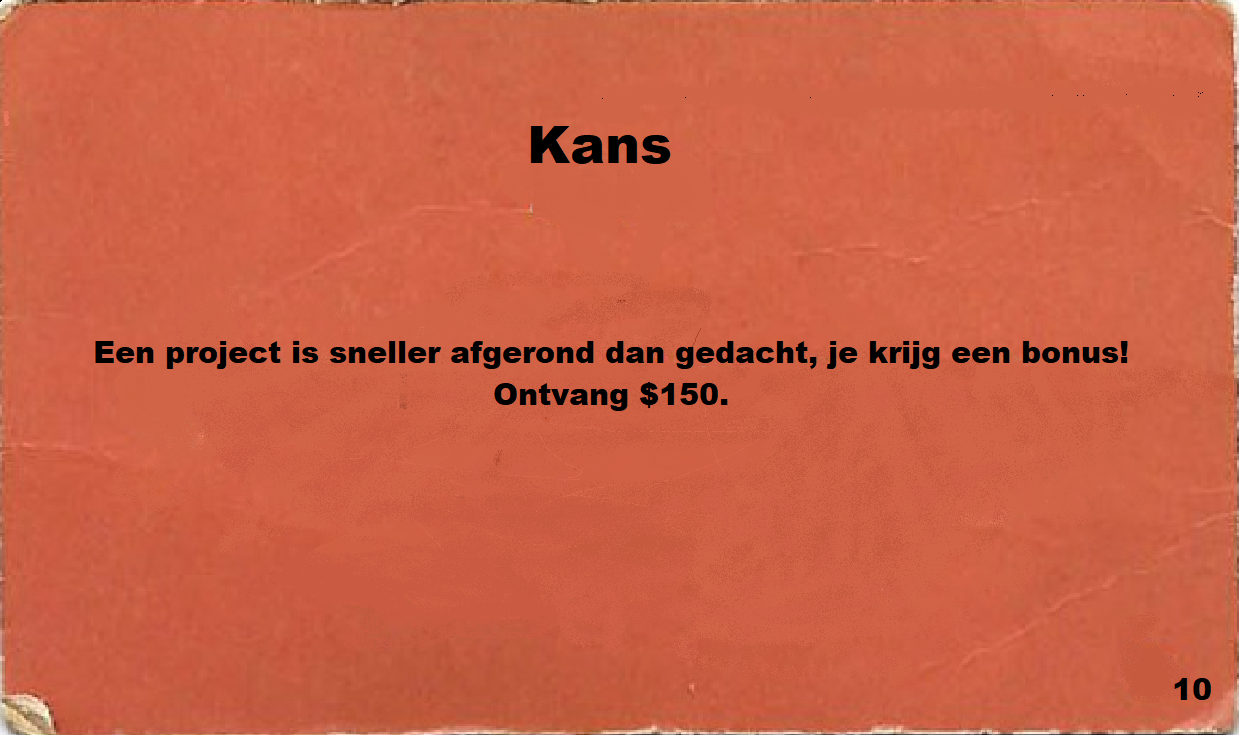 Kans
Een project is sneller afgerond dan gedacht, je krijg een bonus!
Ontvang $150.
10